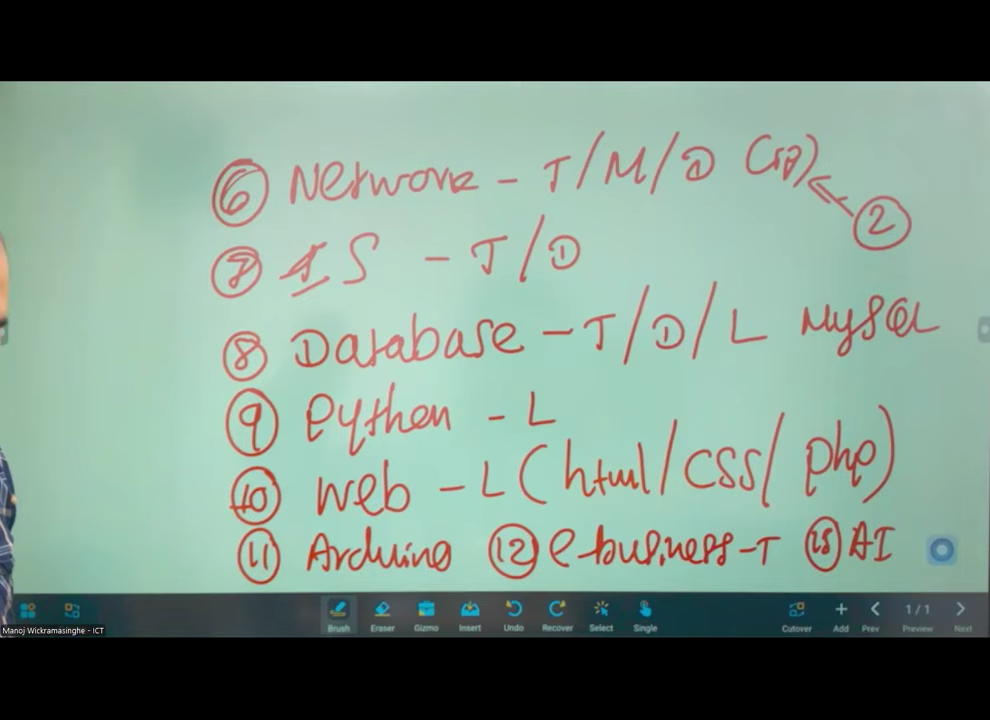 ⑥ Network - T/M/D (IP) ②
⑦ IS - T/D
⑧ Database - T/D/L MySQL
⑨ Python - L
⑩ Web - L (html/CSS/php)
⑪ Arduino ⑫ e-business-T ⑬ AI
Manoj Wickramasinghe - ICT
Brush Eraser Gizmo Insert Undo Recover Select Single Cutover Add Prev 1/1 Preview Next